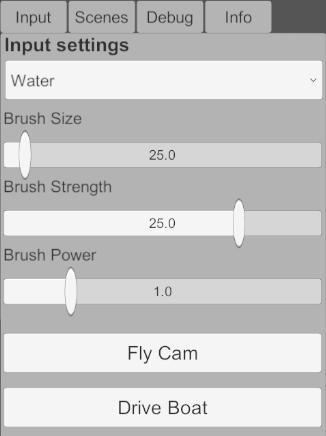 Input Scenes Debug Info
Input settings
Water
Brush Size
25.0
Brush Strength
25.0
Brush Power
1.0
Fly Cam
Drive Boat